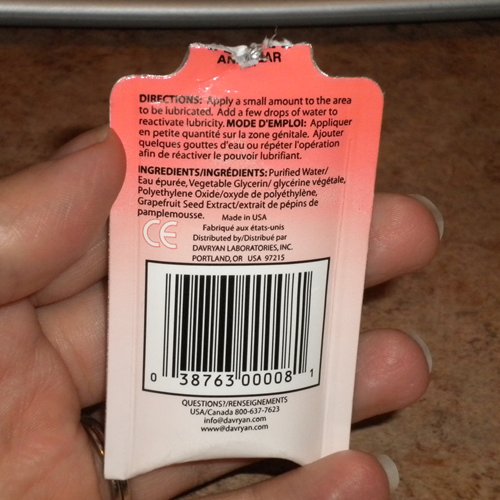 DIRECTIONS: Apply a small amount to the area
to be lubricated. Add a few drops of water to
reactivate lubricity. MODE D'EMPLOI: Appliquer
en petite quantité sur la zone génitale. Ajouter
quelques gouttes d'eau ou répéter l'opération
afin de réactiver le pouvoir lubrifiant.
INGREDIENTS/INGRÉDIENTS: Purified Water/
Eau épurée, Vegetable Glycerin/ glycérine végétale,
Polyethylene Oxide/oxyde de polyéthylène,
Grapefruit Seed Extract/extrait de pépins de
pamplemousse.
Made in USA
Fabriqué aux états-unis
CE
Distributed by/Distribué par
DAVRYAN LABORATORIES, INC.
PORTLAND, OR USA 97215
0 38763 00008 1
QUESTIONS?/RENSEIGNEMENTS
USA/Canada 800-637-7623
info@davryan.com
www@davryan.com